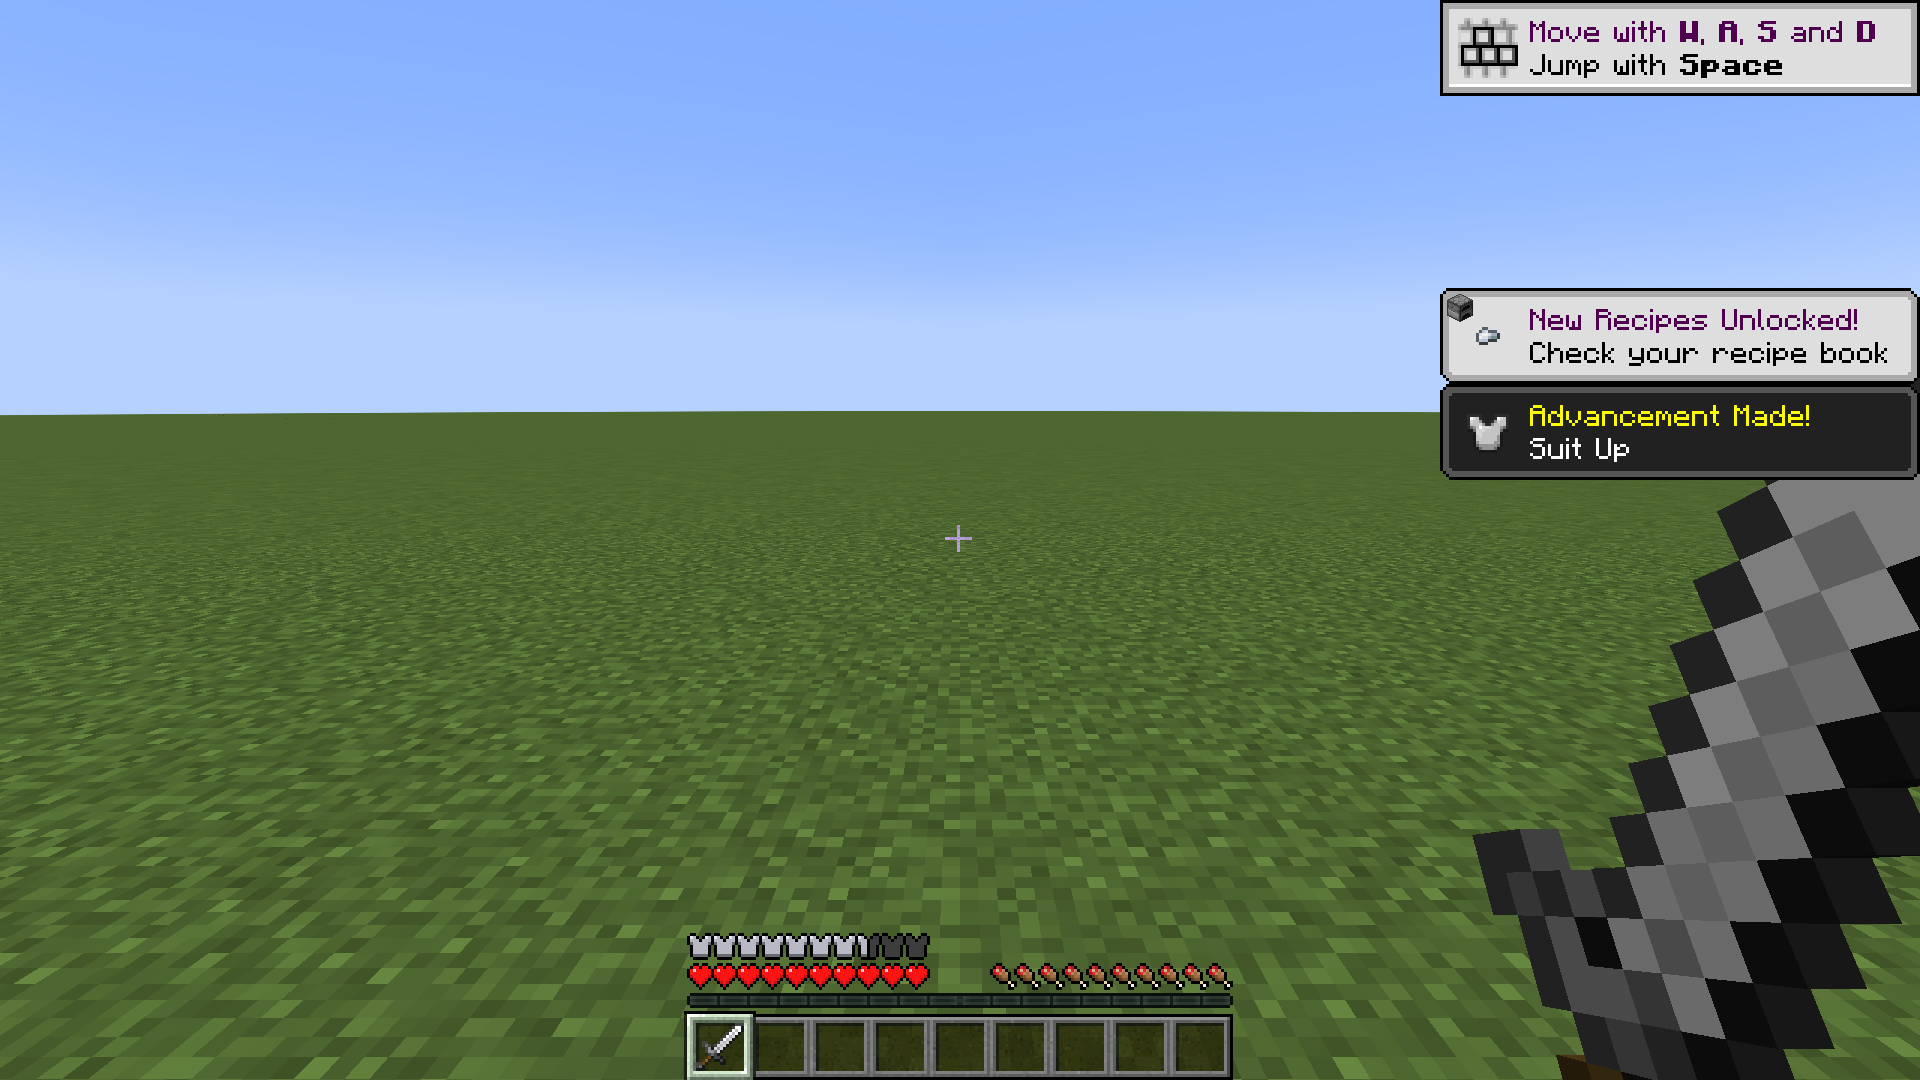 Move with W, A, S and D
Jump with Space
New Recipes Unlocked!
Check your recipe book
Advancement Made!
Suit Up